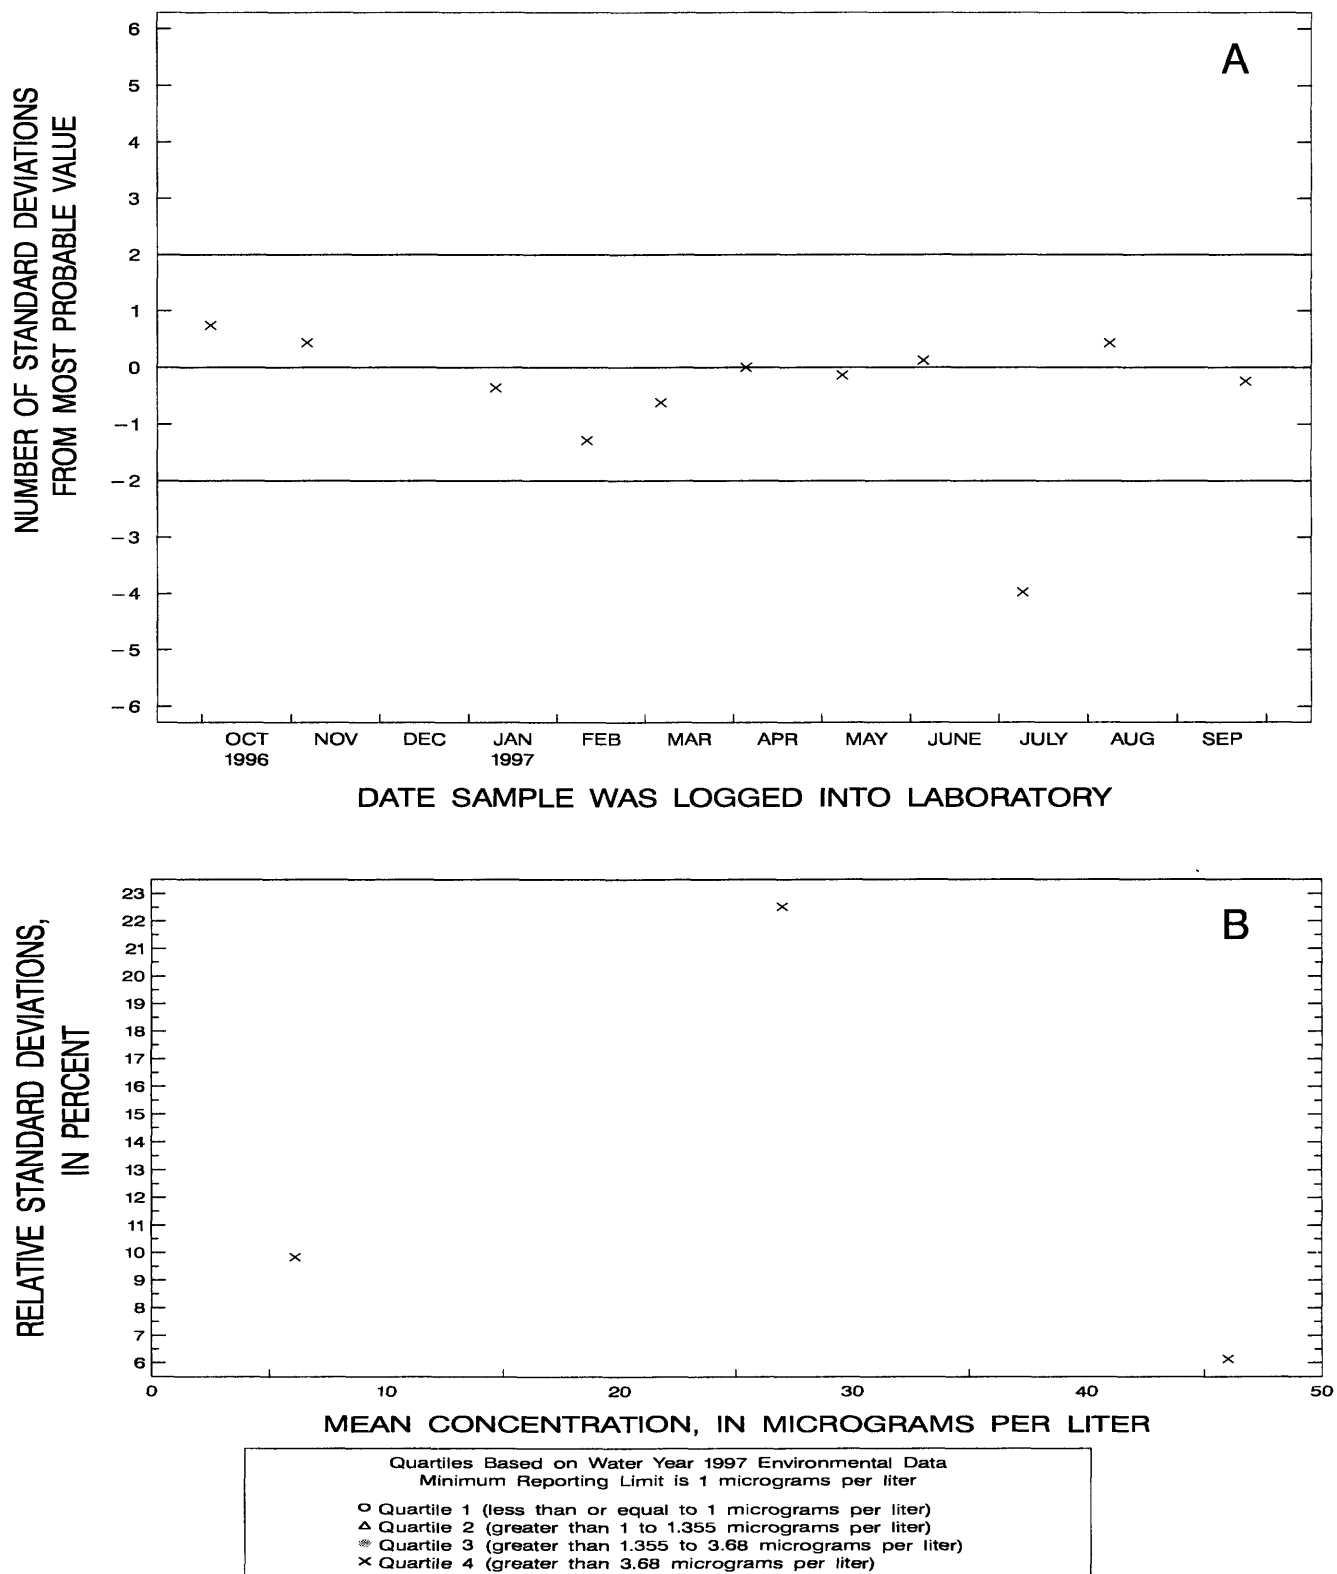 A
NUMBER OF STANDARD DEVIATIONS
FROM MOST PROBABLE VALUE
6
5
4
3
2
1
0
-1
-2
-3
-4
-5
-6
OCT NOV DEC JAN FEB MAR APR MAY JUNE JULY AUG SEP
1996 1997
DATE SAMPLE WAS LOGGED INTO LABORATORY
B
RELATIVE STANDARD DEVIATIONS,
IN PERCENT
23
22
21
20
19
18
17
16
15
14
13
12
11
10
9
8
7
6
0 10 20 30 40 50
MEAN CONCENTRATION, IN MICROGRAMS PER LITER
Quartiles Based on Water Year 1997 Environmental Data
Minimum Reporting Limit is 1 micrograms per liter
Quartile 1 (less than or equal to 1 micrograms per liter)
Quartile 2 (greater than 1 to 1.355 micrograms per liter)
Quartile 3 (greater than 1.355 to 3.68 micrograms per liter)
Quartile 4 (greater than 3.68 micrograms per liter)